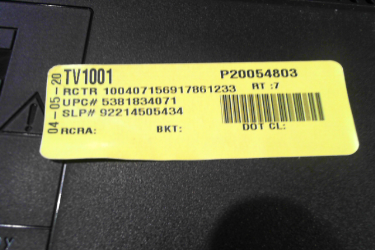 04-05-20
TV1001 P20054803
RCTR 100407156917861233 RT :7
UPC# 5381834071
SLP# 92214505434
RCRA: BKT: DOT CL: